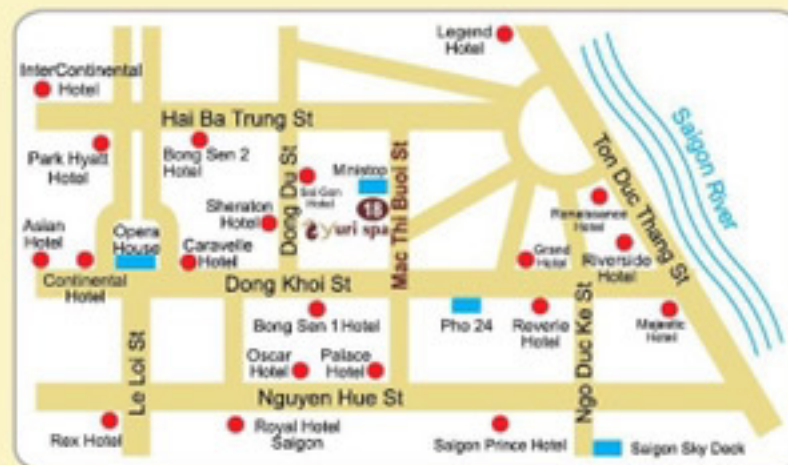 Legend
Hotel
InterContinental
Hotel
Hai Ba Trung St
Park Hyatt
Hotel
Bong Sen 2
Hotel
Dong Du St
Sai Gon
Hotel
Ministop
18
yuri spa
Mac Thi Buoi St
Ton Duc Thang St
Saigon River
Asian
Hotel
Opera
House
Sheraton
Hotel
Caravelle
Hotel
Continental
Hotel
Renaissance
Hotel
Riverside
Hotel
Grand
Hotel
Dong Khoi St
Bong Sen 1 Hotel
Pho 24
Reverie
Hotel
Majestic
Hotel
Le Loi St
Oscar
Hotel
Palace
Hotel
Ngo Duc Ke St
Nguyen Hue St
Rex Hotel
Royal Hotel
Saigon
Saigon Prince Hotel
Saigon Sky Deck